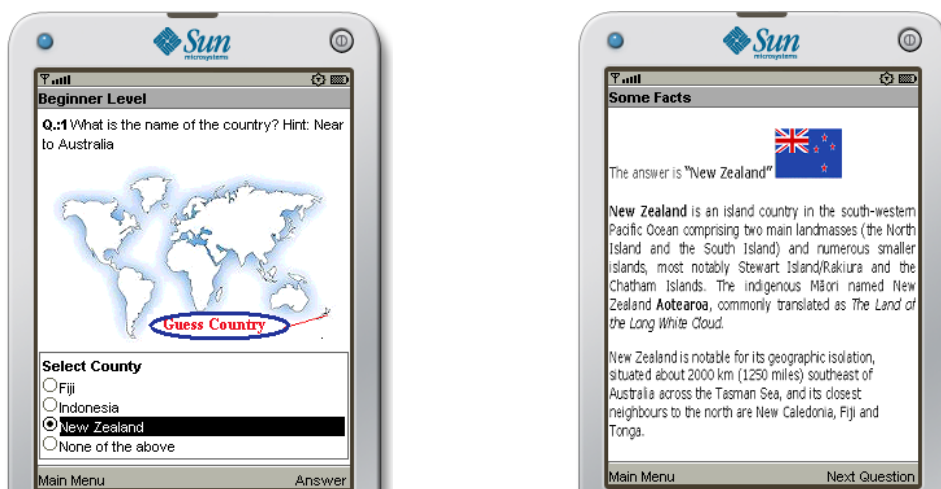 Sun
microsystems
Beginner Level
Q.:1 What is the name of the country? Hint: Near
to Australia
Guess Country
Select County
Fiji
Indonesia
New Zealand
None of the above
Main Menu
Answer
Sun
microsystems
Some Facts
The answer is "New Zealand"
New Zealand is an island country in the south-western
Pacific Ocean comprising two main landmasses (the North
Island and the South Island) and numerous smaller
islands, most notably Stewart Island/Rakiura and the
Chatham Islands. The indigenous Māori named New
Zealand Aotearoa, commonly translated as The Land of
the Long White Cloud.
New Zealand is notable for its geographic isolation,
situated about 2000 km (1250 miles) southeast of
Australia across the Tasman Sea, and its closest
neighbours to the north are New Caledonia, Fiji and
Tonga.
Main Menu
Next Question